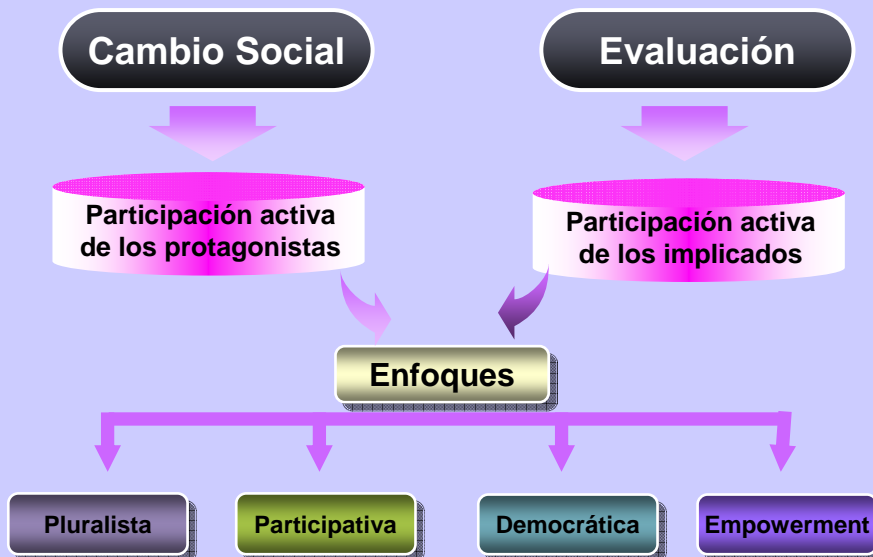 Cambio Social
Evaluación
Participación activa
de los protagonistas
Participación activa
de los implicados
Enfoques
Pluralista
Participativa
Democrática
Empowerment